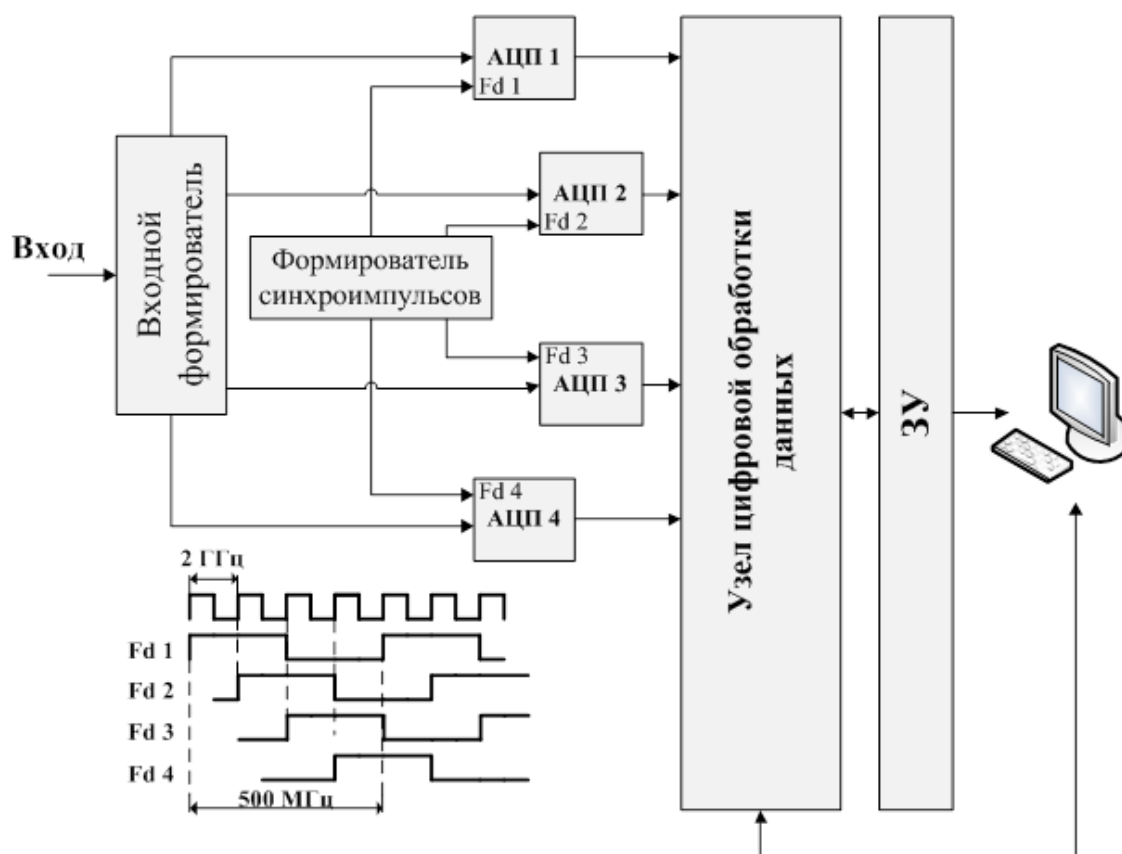 АЦП 1
Fd 1
АЦП 2
Fd 2
Вход
Входной
формирователь
Формирователь
синхроимпульсов
Fd 3
АЦП 3
Fd 4
АЦП 4
Узел цифровой обработки
данных
ЗУ
2 ГГц
Fd 1
Fd 2
Fd 3
Fd 4
500 МГц